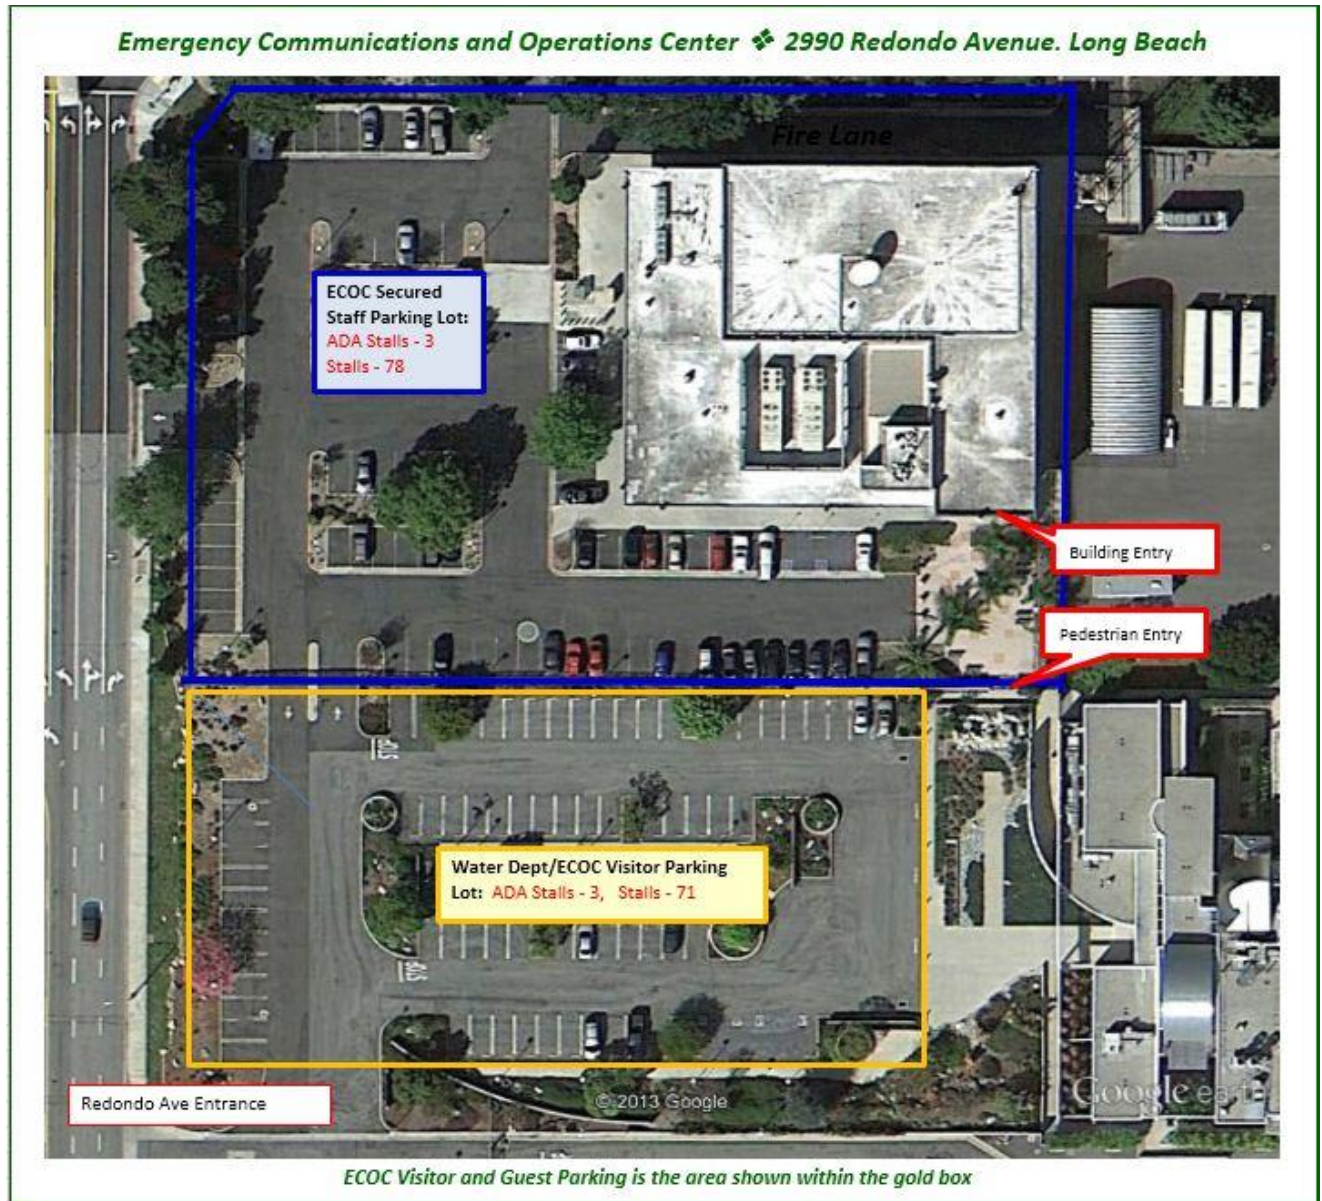 Emergency Communications and Operations Center ❖ 2990 Redondo Avenue. Long Beach
Fire Lane
ECOC Secured
Staff Parking Lot:
ADA Stalls - 3
Stalls - 78
Building Entry
Pedestrian Entry
STOP
Water Dept/ECOC Visitor Parking
Lot: ADA Stalls - 3, Stalls - 71
STOP
Redondo Ave Entrance
© 2013 Google
Google earth
ECOC Visitor and Guest Parking is the area shown within the gold box